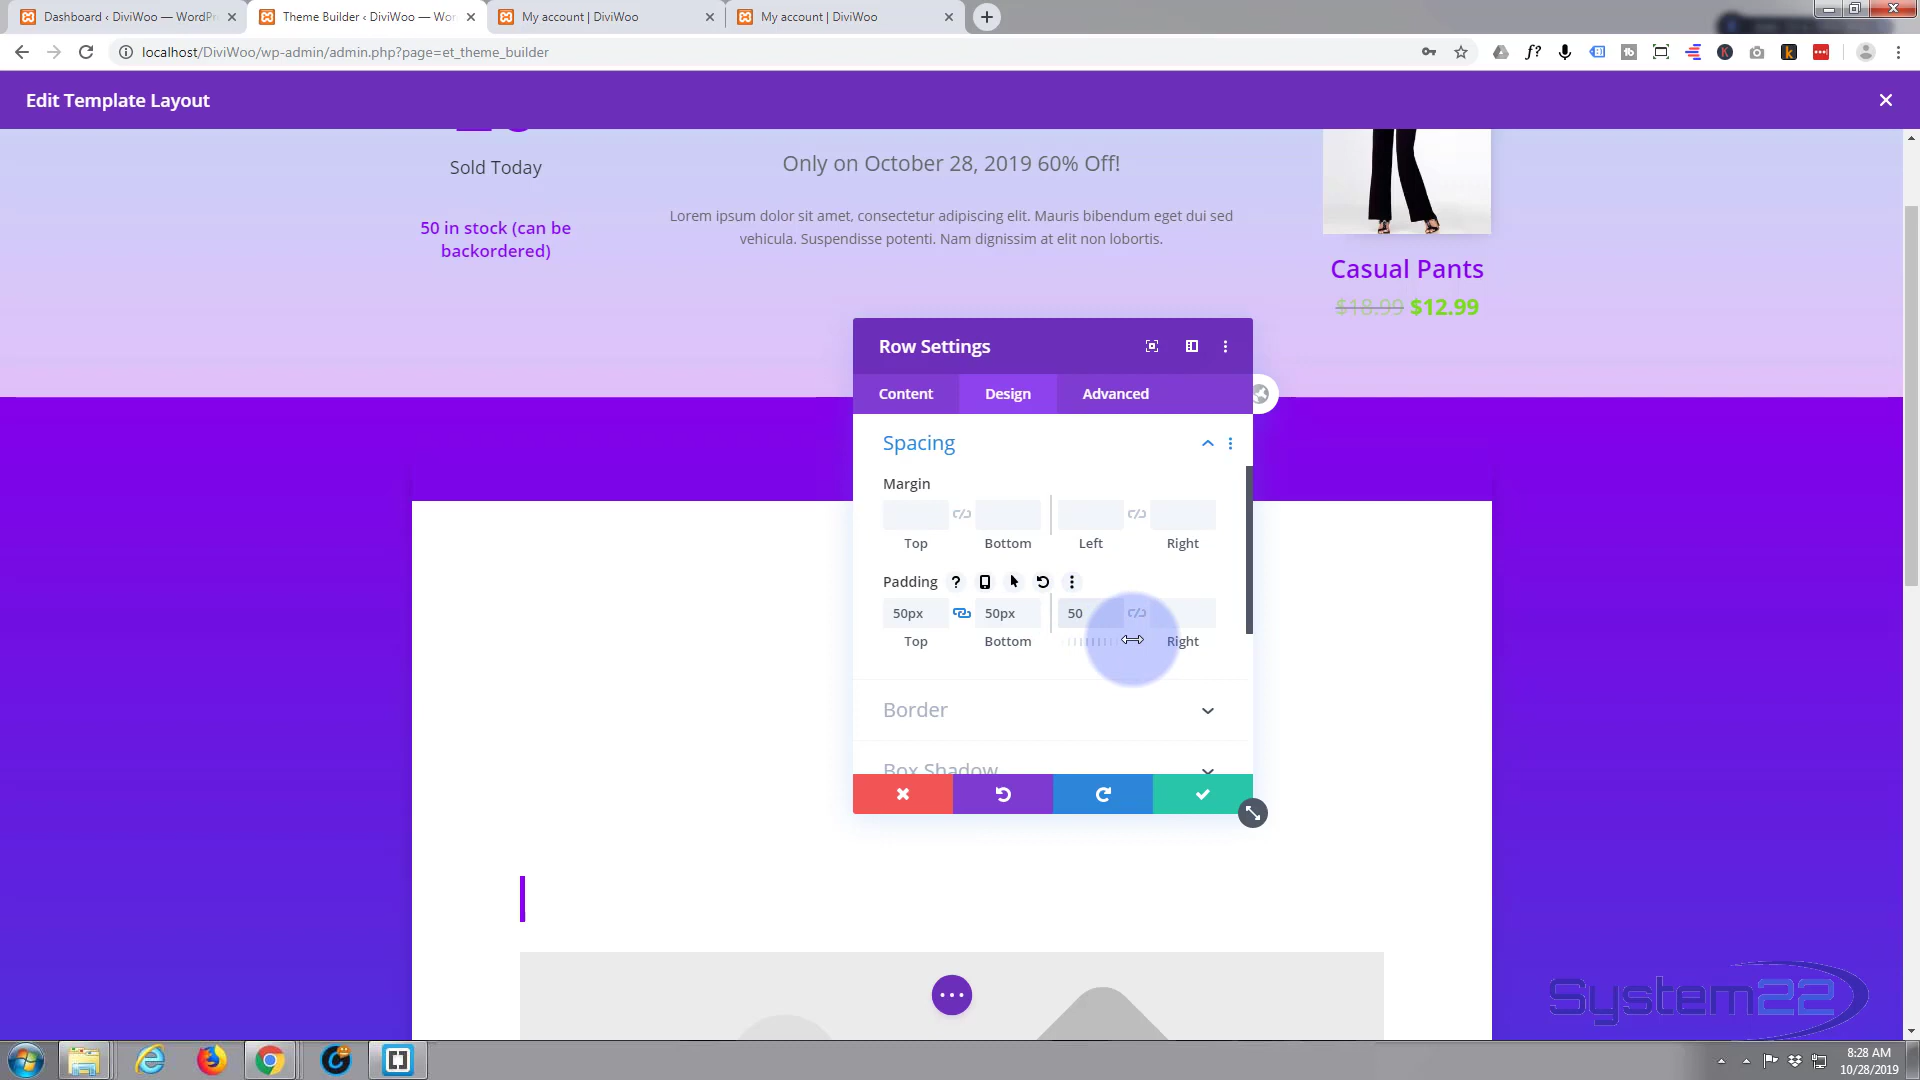 Dashboard ‹ DiviWoo — WordPr
Theme Builder ‹ DiviWoo — Wor
My account | DiviWoo
My account | DiviWoo
localhost/DiviWoo/wp-admin/admin.php?page=et_theme_builder
Edit Template Layout
Sold Today
50 in stock (can be
backordered)
Only on October 28, 2019 60% Off!
Lorem ipsum dolor sit amet, consectetur adipiscing elit. Mauris bibendum eget dui sed
vehicula. Suspendisse potenti. Nam dignissim at elit non lobortis.
Casual Pants
$18.99 $12.99
Row Settings
Content Design Advanced
Spacing
Margin
Top Bottom Left Right
Padding ?
50px 50px 50
Top Bottom Right
Border
Box Shadow
System22
8:28 AM
10/28/2019